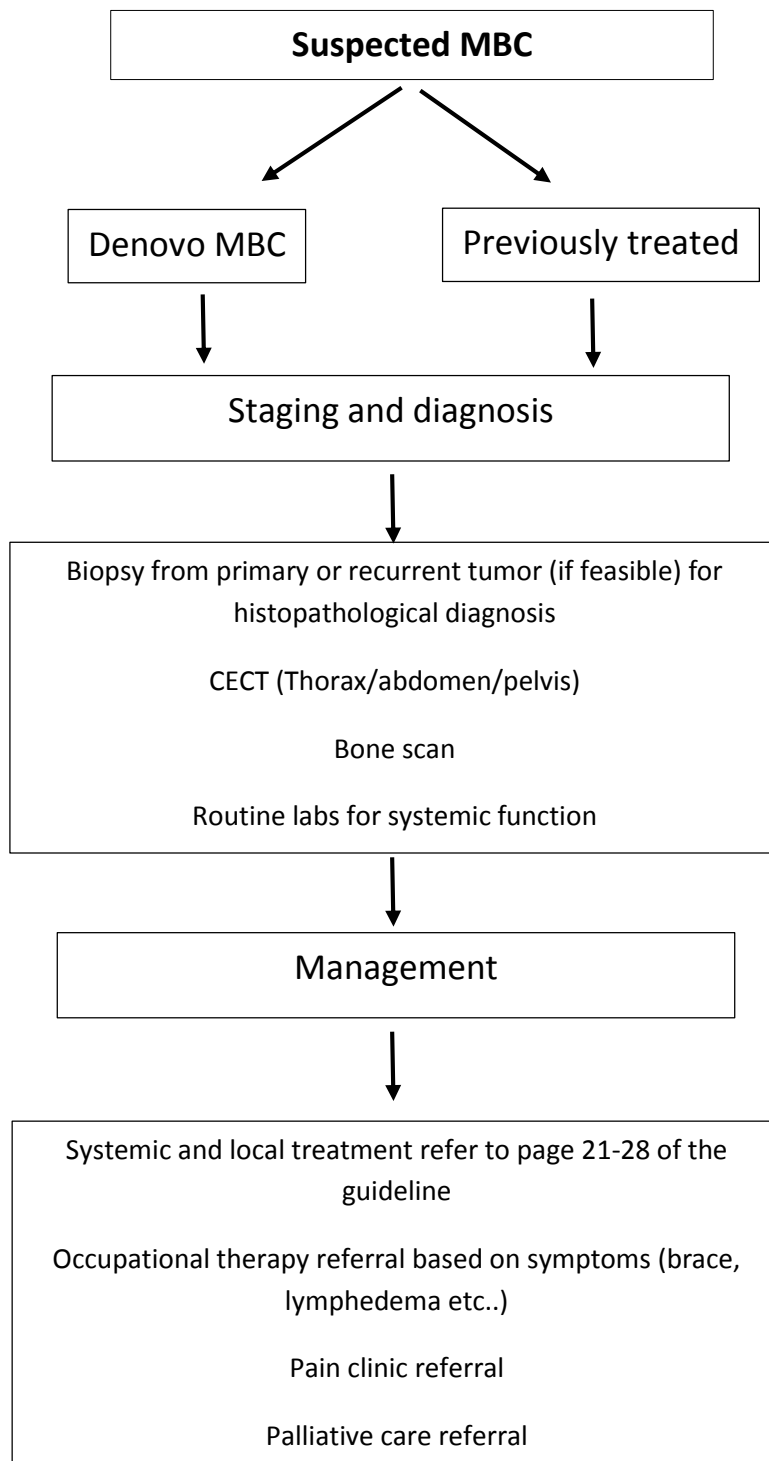 Suspected MBC
Denovo MBC
Previously treated
Staging and diagnosis
Biopsy from primary or recurrent tumor (if feasible) for
histopathological diagnosis
CECT (Thorax/abdomen/pelvis)
Bone scan
Routine labs for systemic function
Management
Systemic and local treatment refer to page 21-28 of the
guideline
Occupational therapy referral based on symptoms (brace,
lymphedema etc..)
Pain clinic referral
Palliative care referral